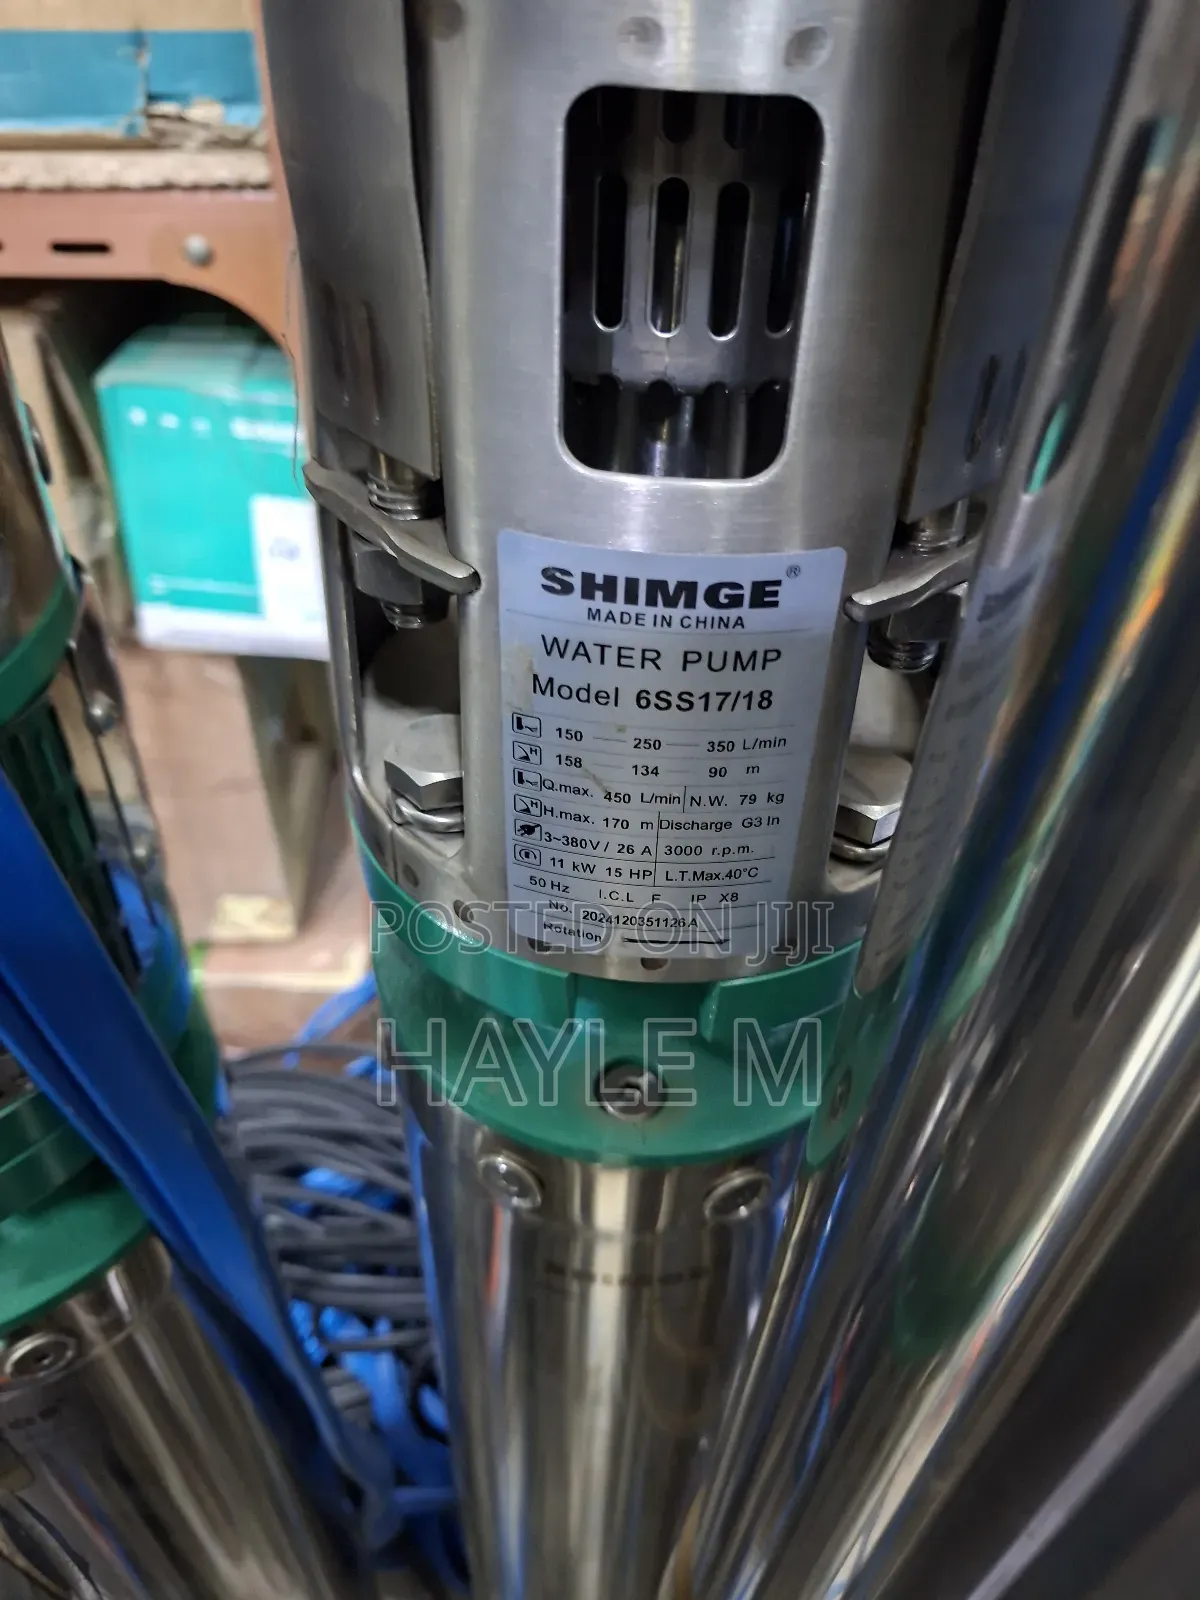 SHIMGE®
MADE IN CHINA
WATER PUMP
Model 6SS17/18
150 250 350 L/min
H 158 134 90 m
Q.max. 450 L/min N.W. 79 kg
H H.max. 170 m Discharge G3 In
3~380V / 26 A 3000 r.p.m.
11 kW 15 HP L.T.Max.40°C
50 Hz I.C.L F IP X8
No. 2024120351126A
Rotation
POSTED ON JIJI
HAYLE M